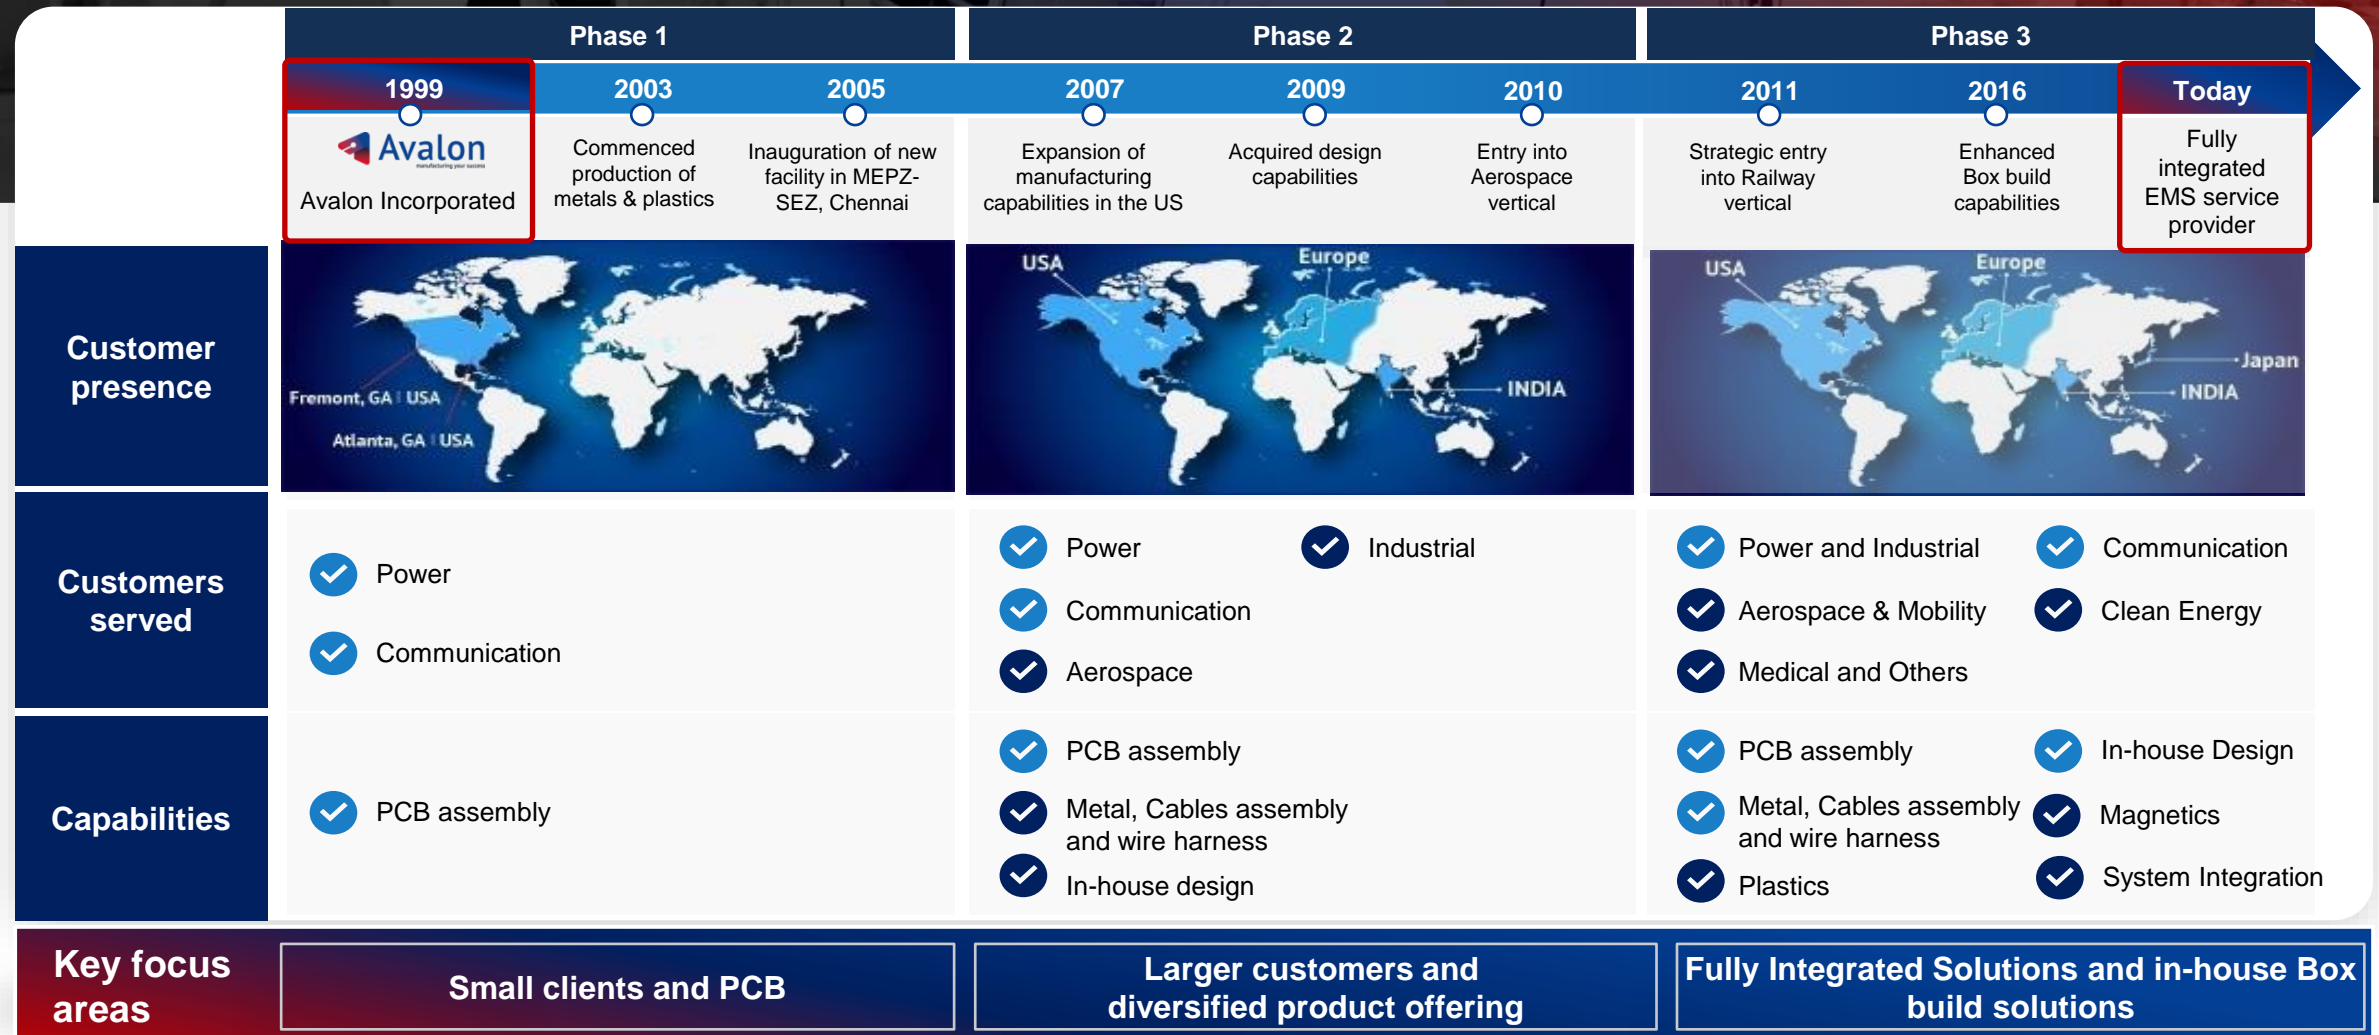 Phase 1
Phase 2
Phase 3
1999
2003
2005
2007
2009
2010
2011
2016
Today
Avalon
manufacturing your success
Avalon Incorporated
Commenced
production of
metals & plastics
Inauguration of new
facility in MEPZ-
SEZ, Chennai
Expansion of
manufacturing
capabilities in the US
Acquired design
capabilities
Entry into
Aerospace
vertical
Strategic entry
into Railway
vertical
Enhanced
Box build
capabilities
Fully
integrated
EMS service
provider
Customer
presence
Fremont, GA | USA
Atlanta, GA | USA
USA
Europe
INDIA
USA
Europe
Japan
INDIA
Customers
served
Power
Communication
Power
Industrial
Communication
Aerospace
Power and Industrial
Communication
Aerospace & Mobility
Clean Energy
Medical and Others
Capabilities
PCB assembly
PCB assembly
Metal, Cables assembly
and wire harness
In-house design
PCB assembly
In-house Design
Metal, Cables assembly
and wire harness
Magnetics
Plastics
System Integration
Key focus
areas
Small clients and PCB
Larger customers and
diversified product offering
Fully Integrated Solutions and in-house Box
build solutions